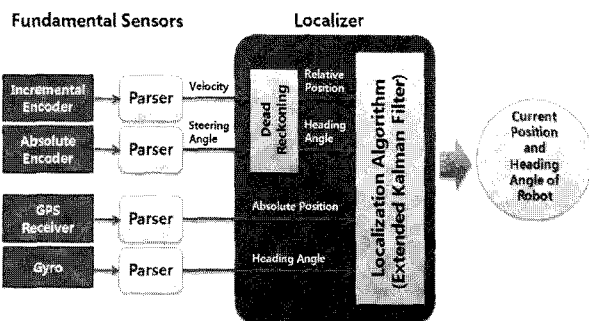 Fundamental Sensors
Localizer
Incremental
Encoder
Parser
Velocity
Absolute
Encoder
Parser
Steering
Angle
GPS
Receiver
Parser
Gyro
Parser
Dead
Reckoning
Relative
Position
Heading
Angle
Absolute Position
Heading Angle
Localization Algorithm
(Extended Kalman Filter)
Current
Position
and
Heading
Angle of
Robot